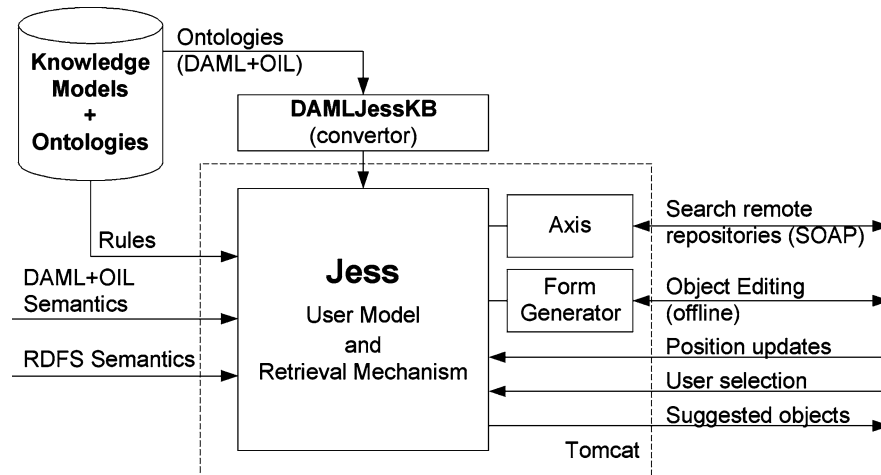 Knowledge
Models
+
Ontologies
Ontologies
(DAML+OIL)
DAMLJessKB
(convertor)
Rules
DAML+OIL
Semantics
RDFS Semantics
Jess
User Model
and
Retrieval Mechanism
Axis
Form
Generator
Search remote
repositories (SOAP)
Object Editing
(offline)
Position updates
User selection
Suggested objects
Tomcat